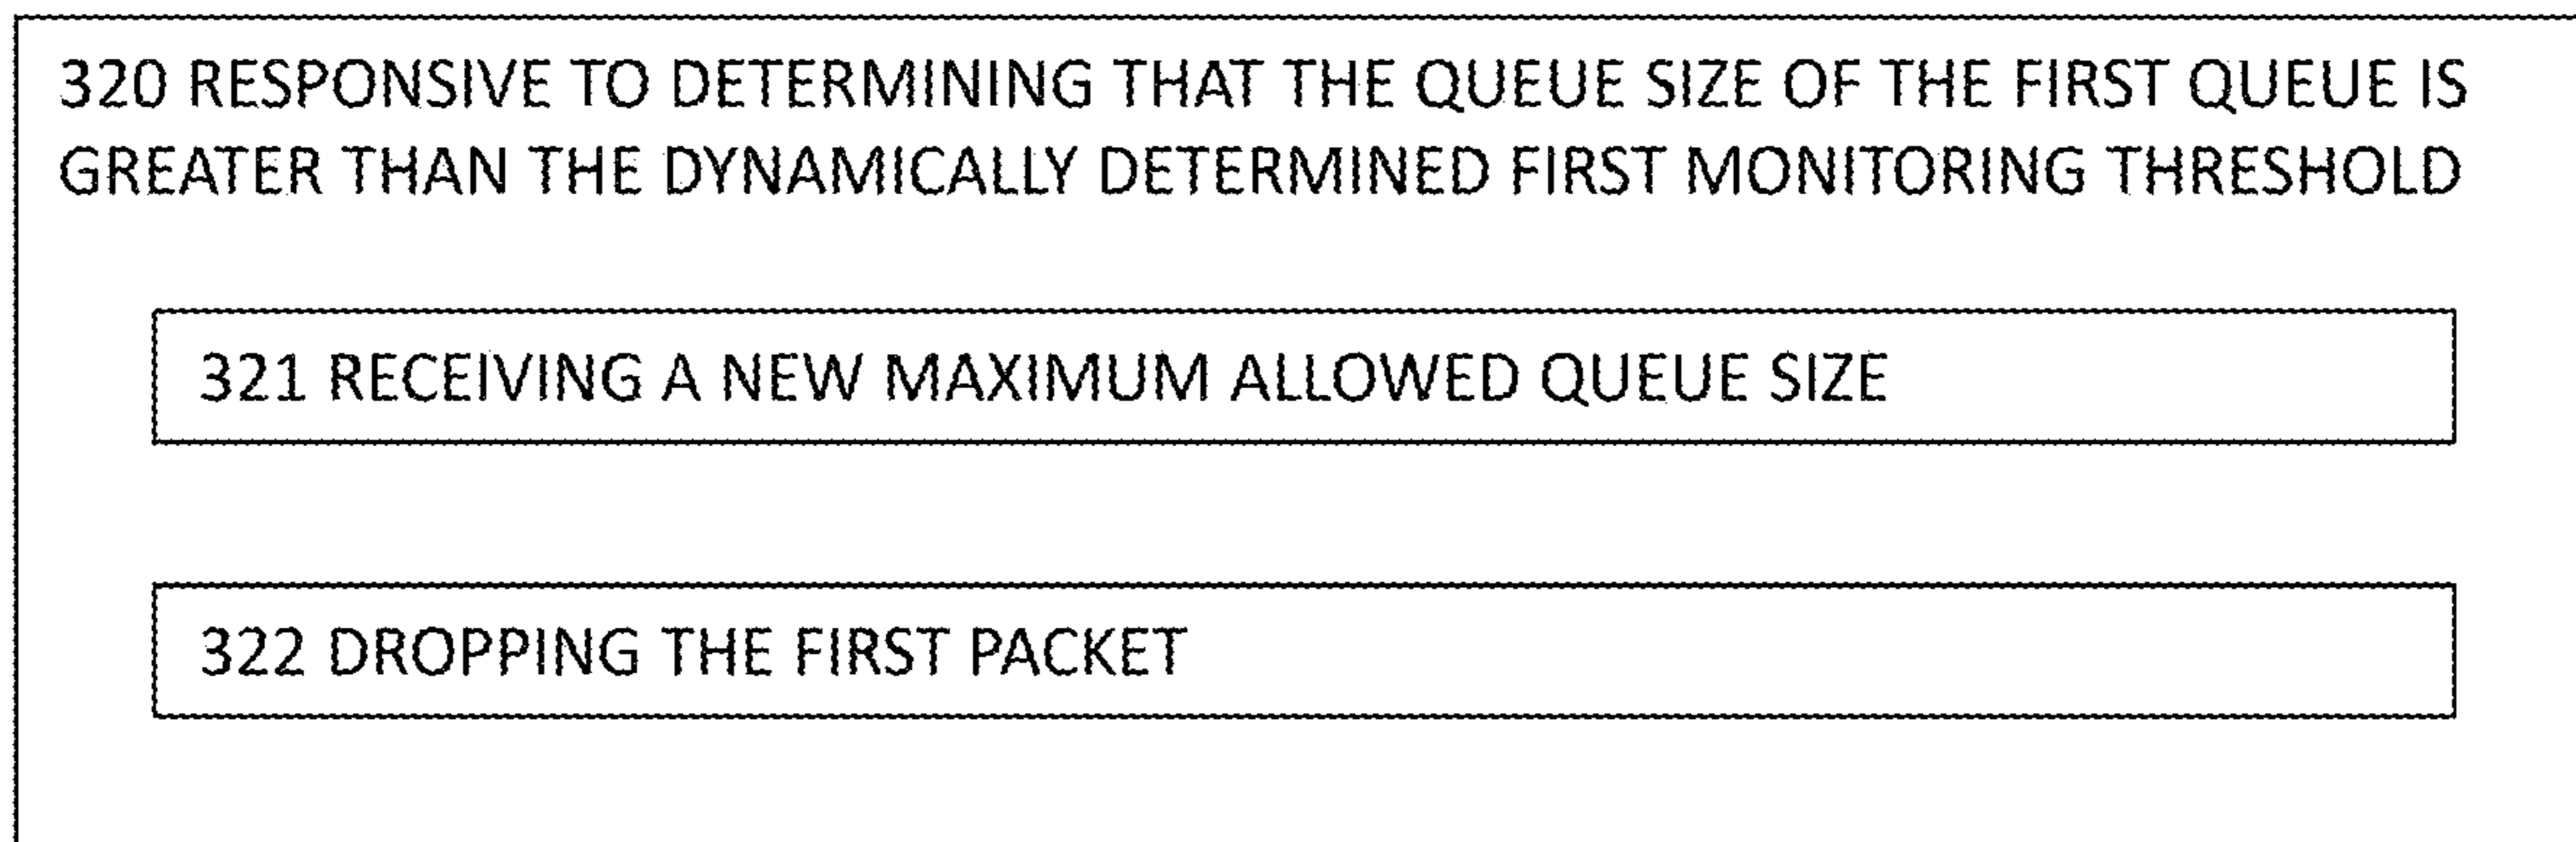 320 RESPONSIVE TO DETERMINING THAT THE QUEUE SIZE OF THE FIRST QUEUE IS
GREATER THAN THE DYNAMICALLY DETERMINED FIRST MONITORING THRESHOLD
321 RECEIVING A NEW MAXIMUM ALLOWED QUEUE SIZE
322 DROPPING THE FIRST PACKET